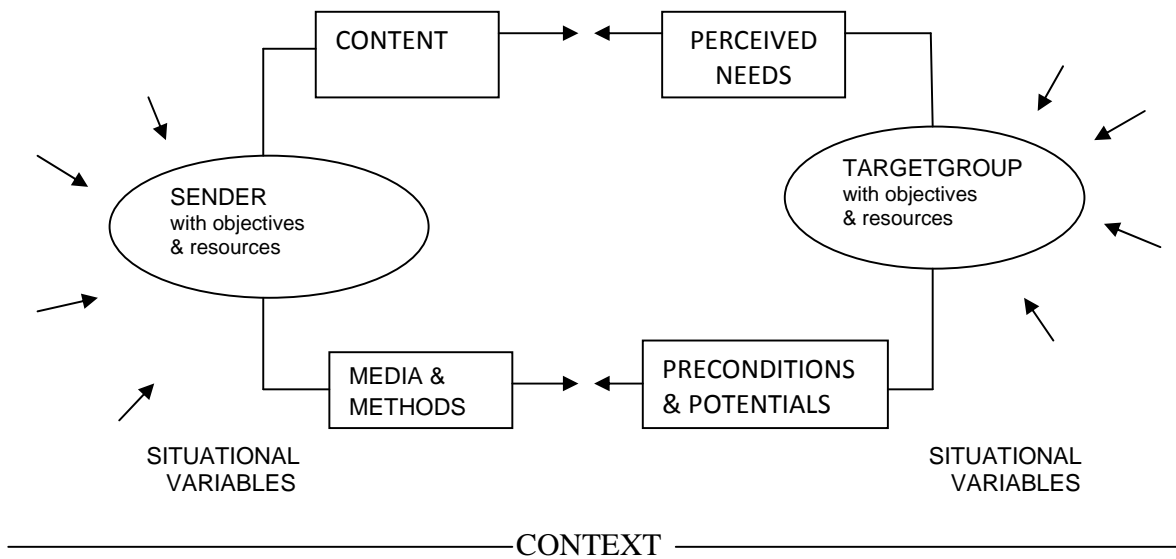 CONTENT
PERCEIVED
NEEDS
SENDER
with objectives
& resources
TARGETGROUP
with objectives
& resources
MEDIA &
METHODS
PRECONDITIONS
& POTENTIALS
SITUATIONAL
VARIABLES
SITUATIONAL
VARIABLES
CONTEXT